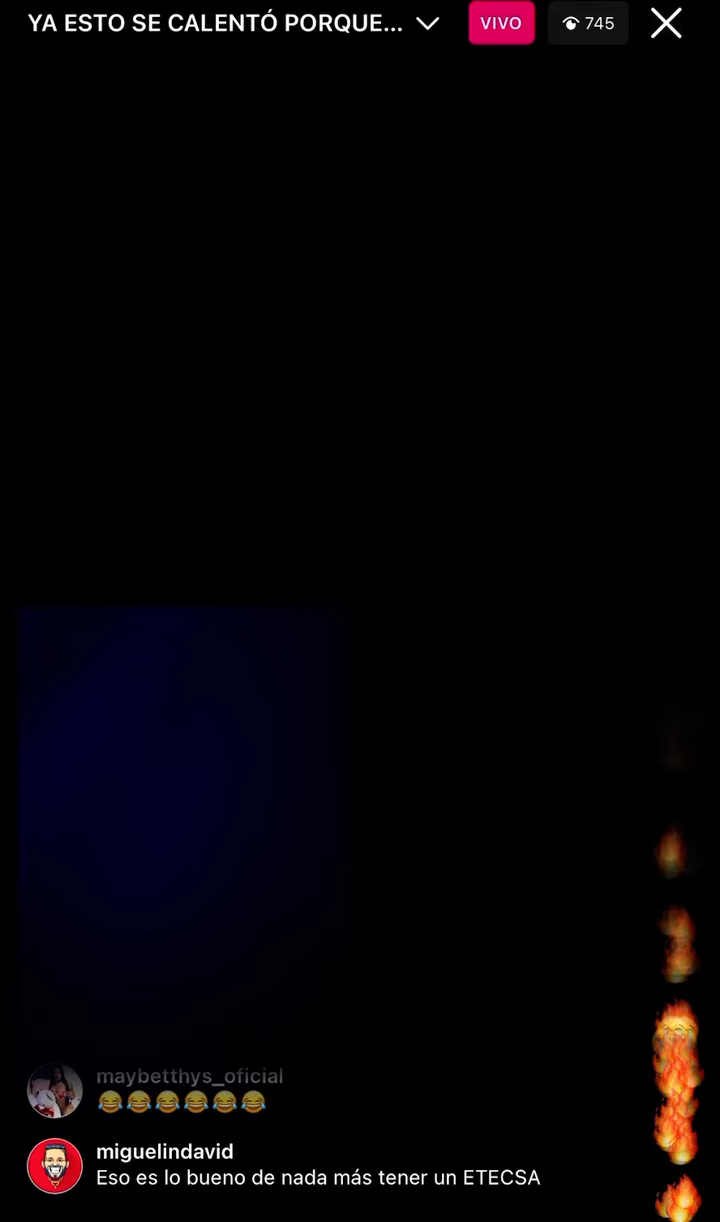 YA ESTO SE CALENTÓ PORQUE...
VIVO
745
maybetthys_oficial
😂😂😂😂😂😂
miguelindavid
Eso es lo bueno de nada más tener un ETECSA